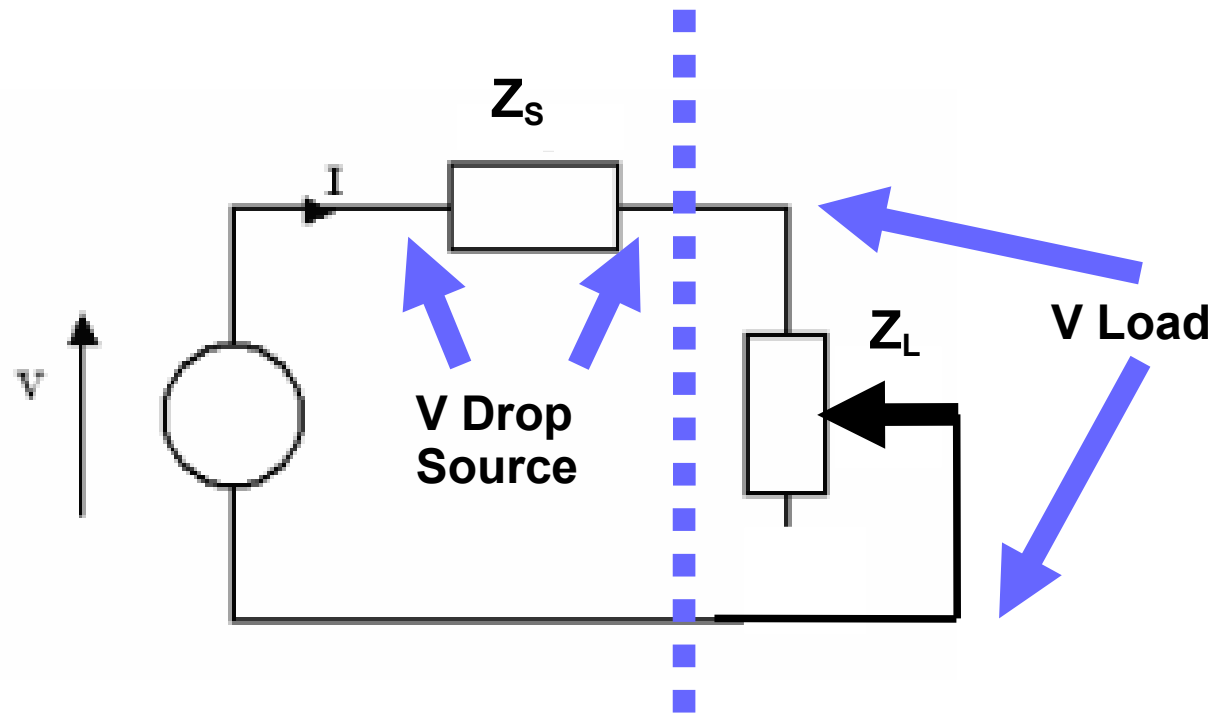 Z_S
I
V
V Drop
Source
Z_L
V Load